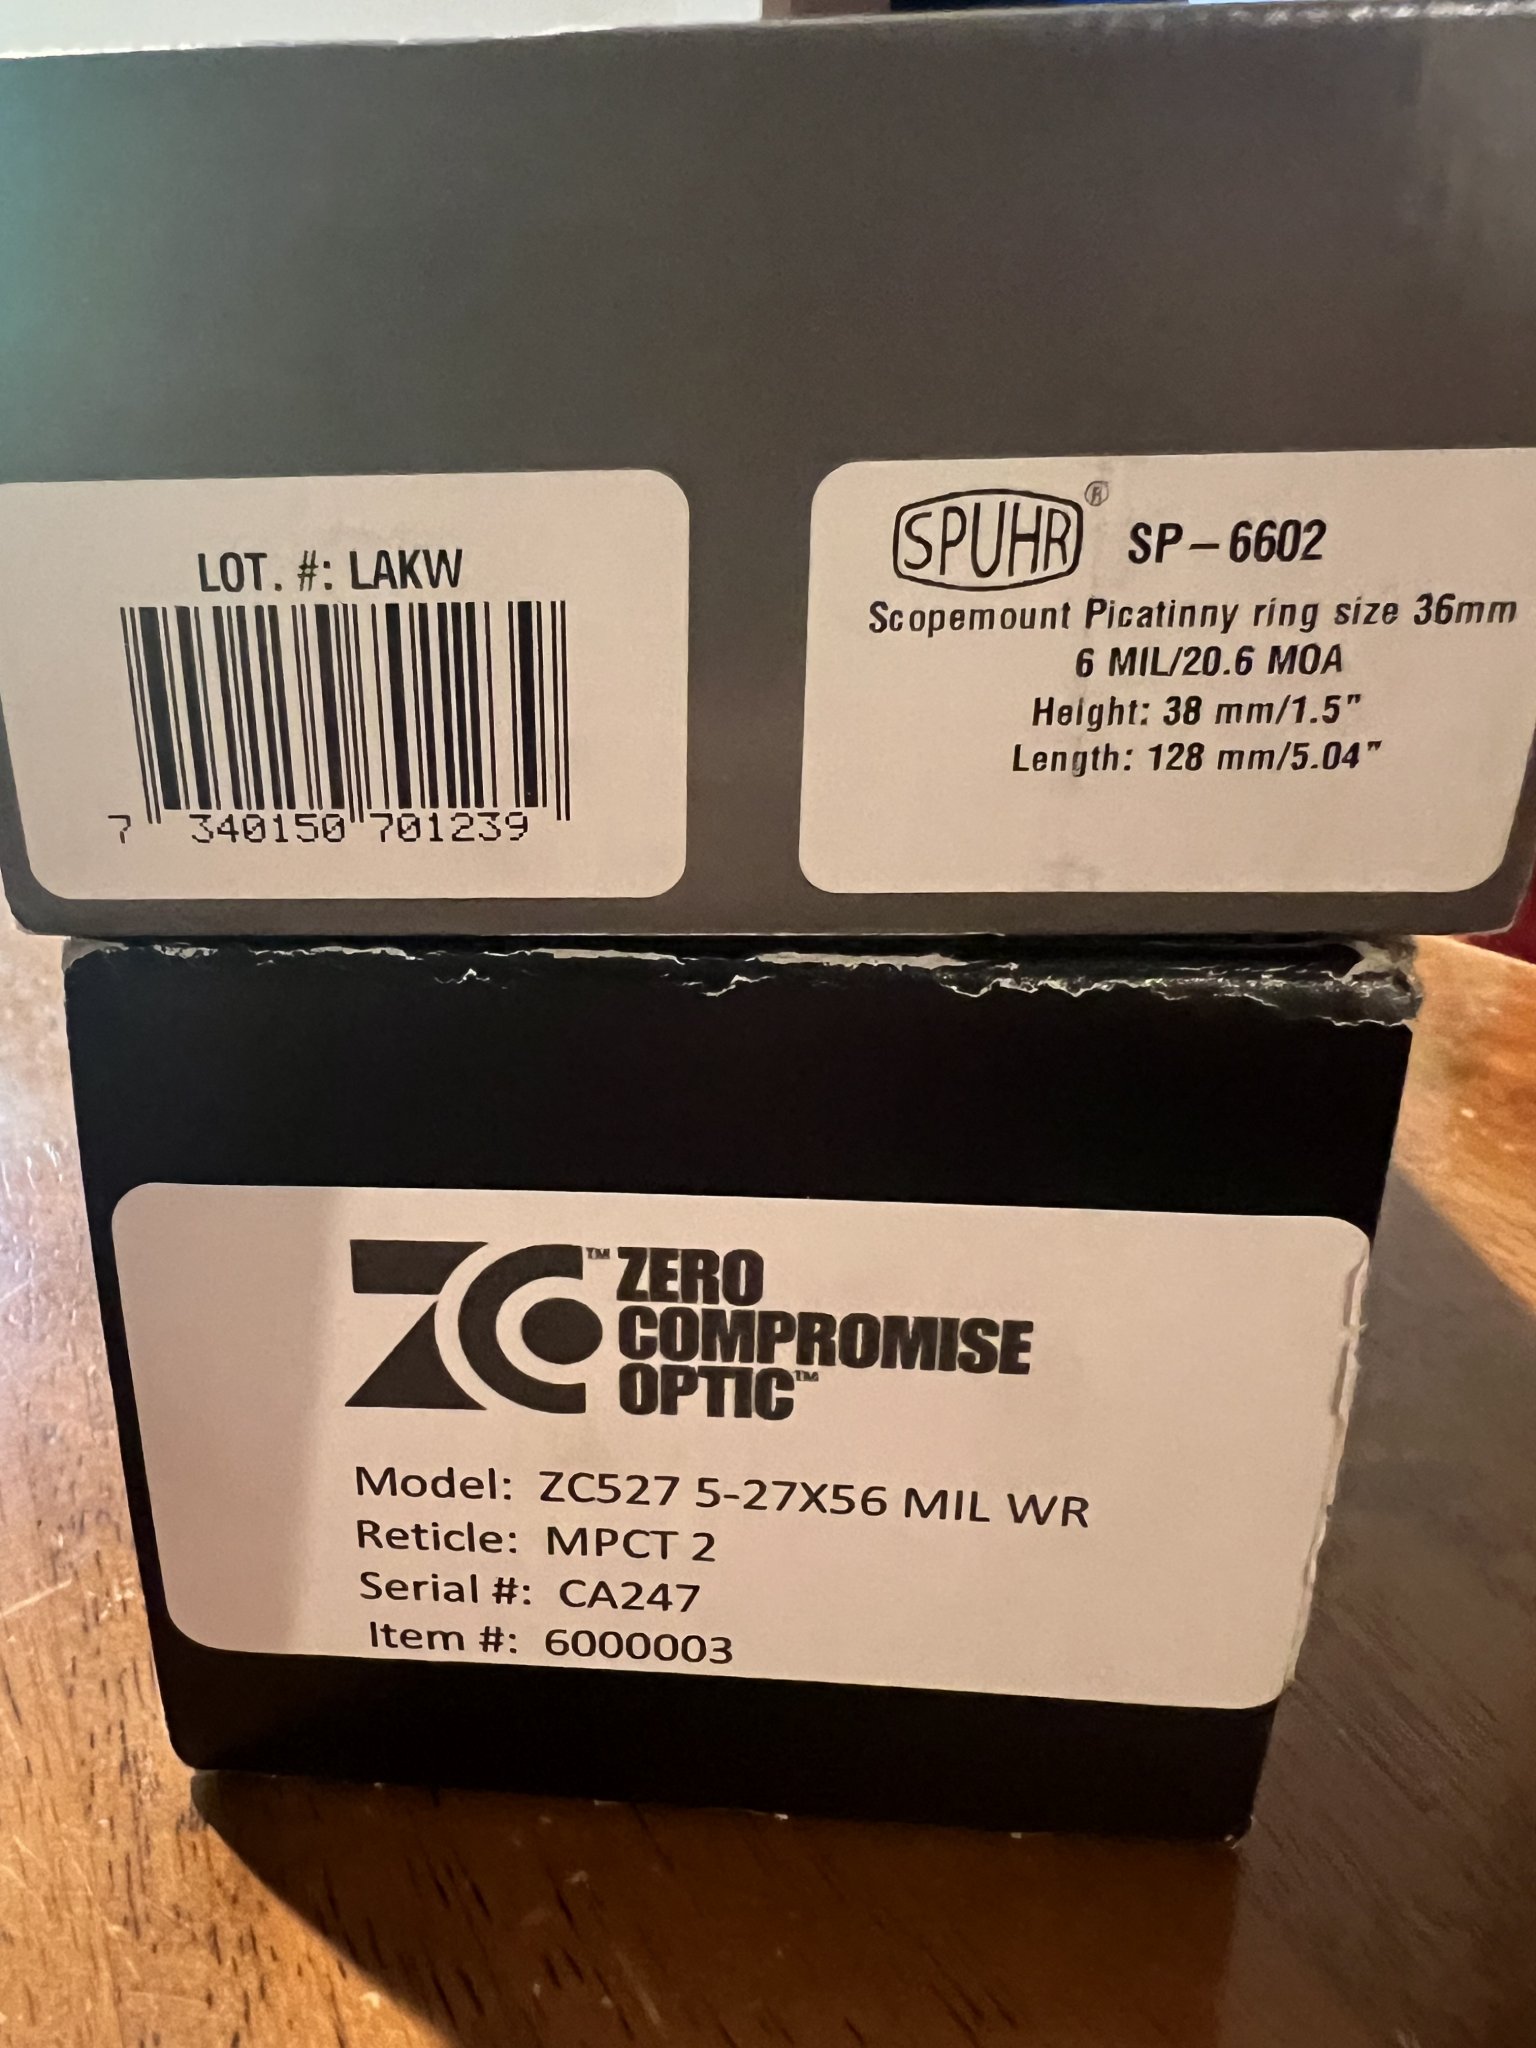 LOT. #: LAKW
7 340150 701239
SPUHR® SP-6602
Scopemount Picatinny ring size 36mm
6 MIL/20.6 MOA
Height: 38 mm/1.5"
Length: 128 mm/5.04"
ZC™ ZERO
COMPROMISE
OPTIC™
Model: ZC527 5-27X56 MIL WR
Reticle: MPCT 2
Serial #: CA247
Item #: 6000003